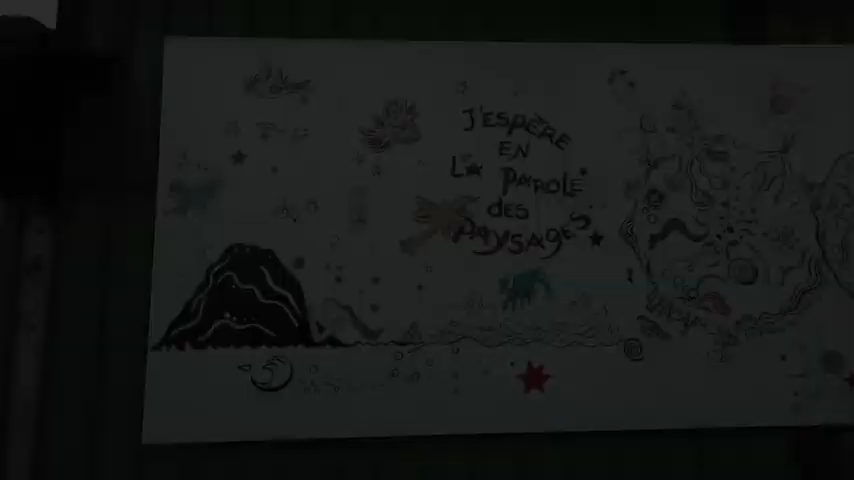 J'ESPÈRE
EN
LA PAROLE
DES
PAYSAGES